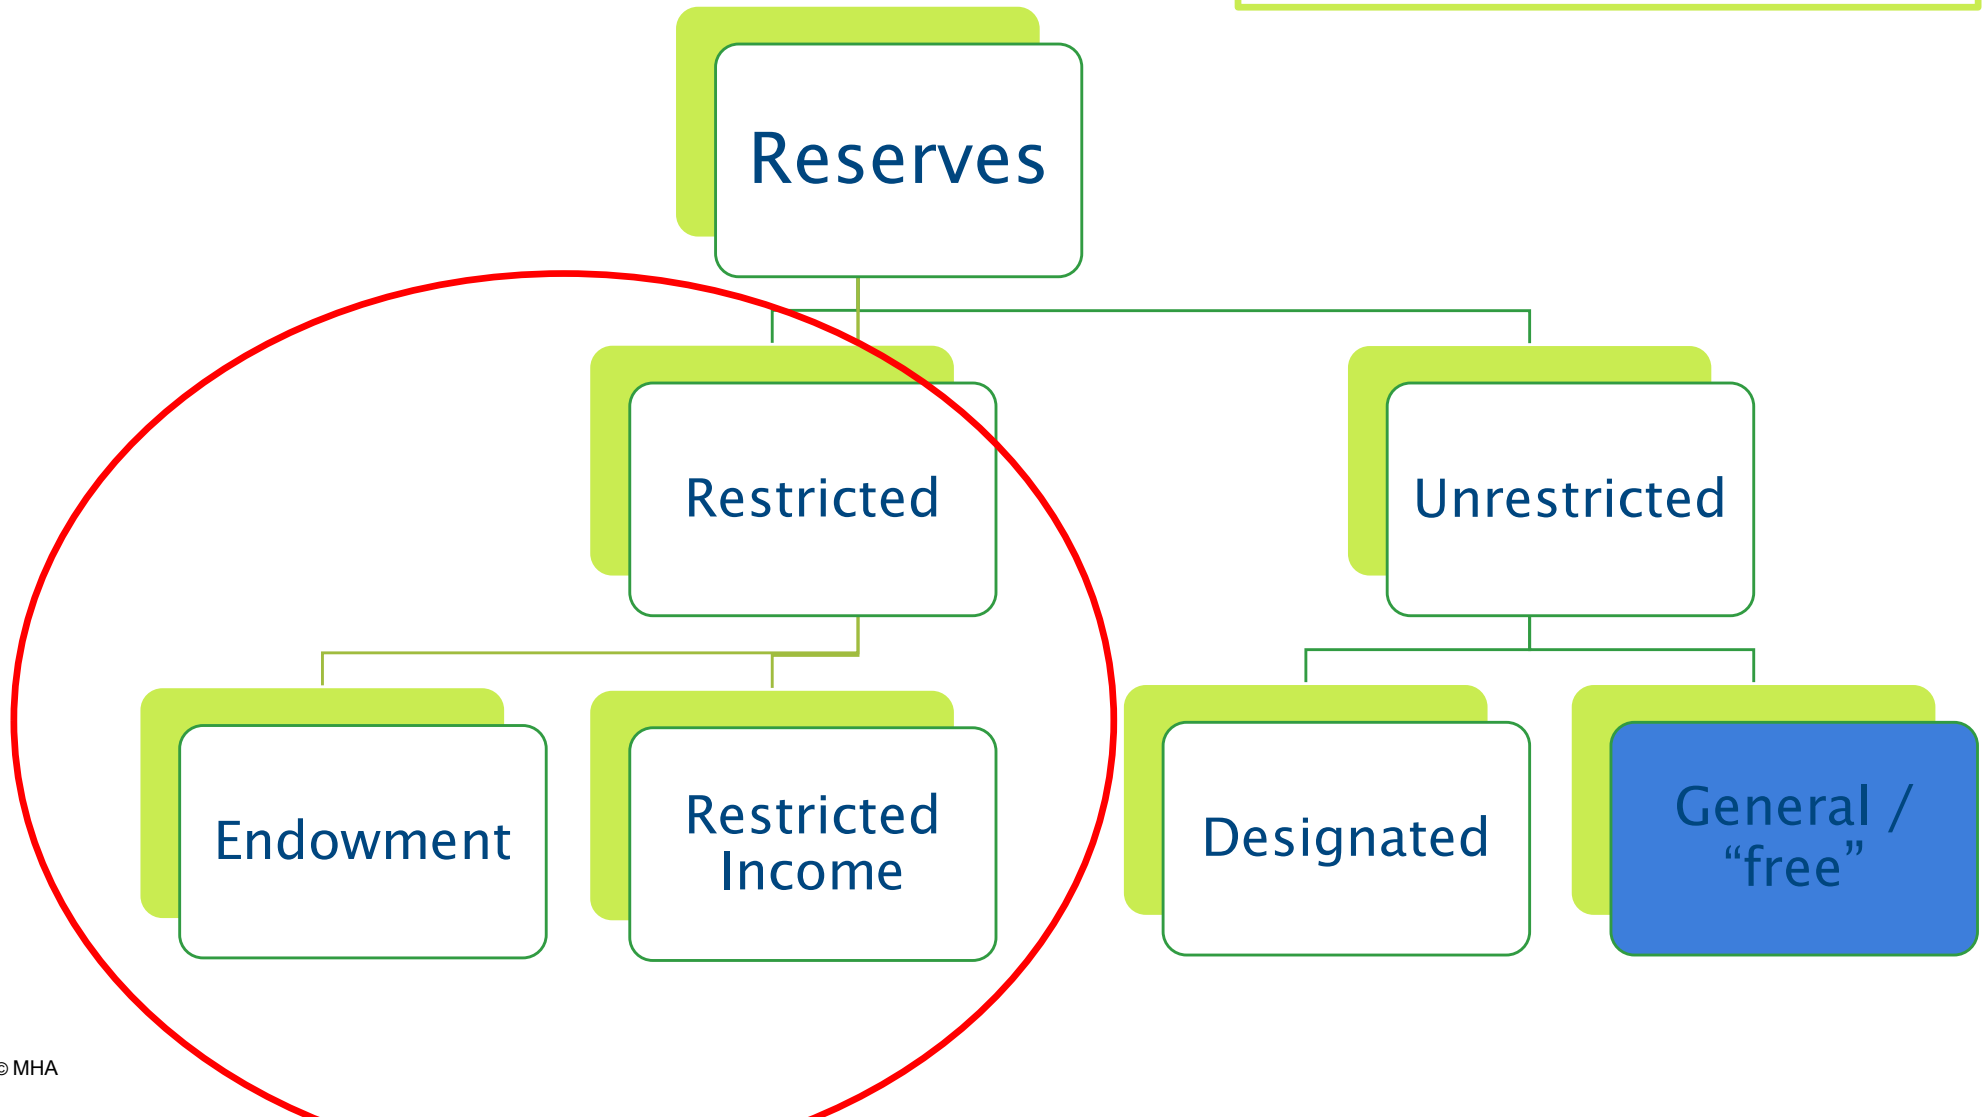 Reserves
Restricted
Unrestricted
Endowment
Restricted
Income
Designated
General /
“free”
© MHA